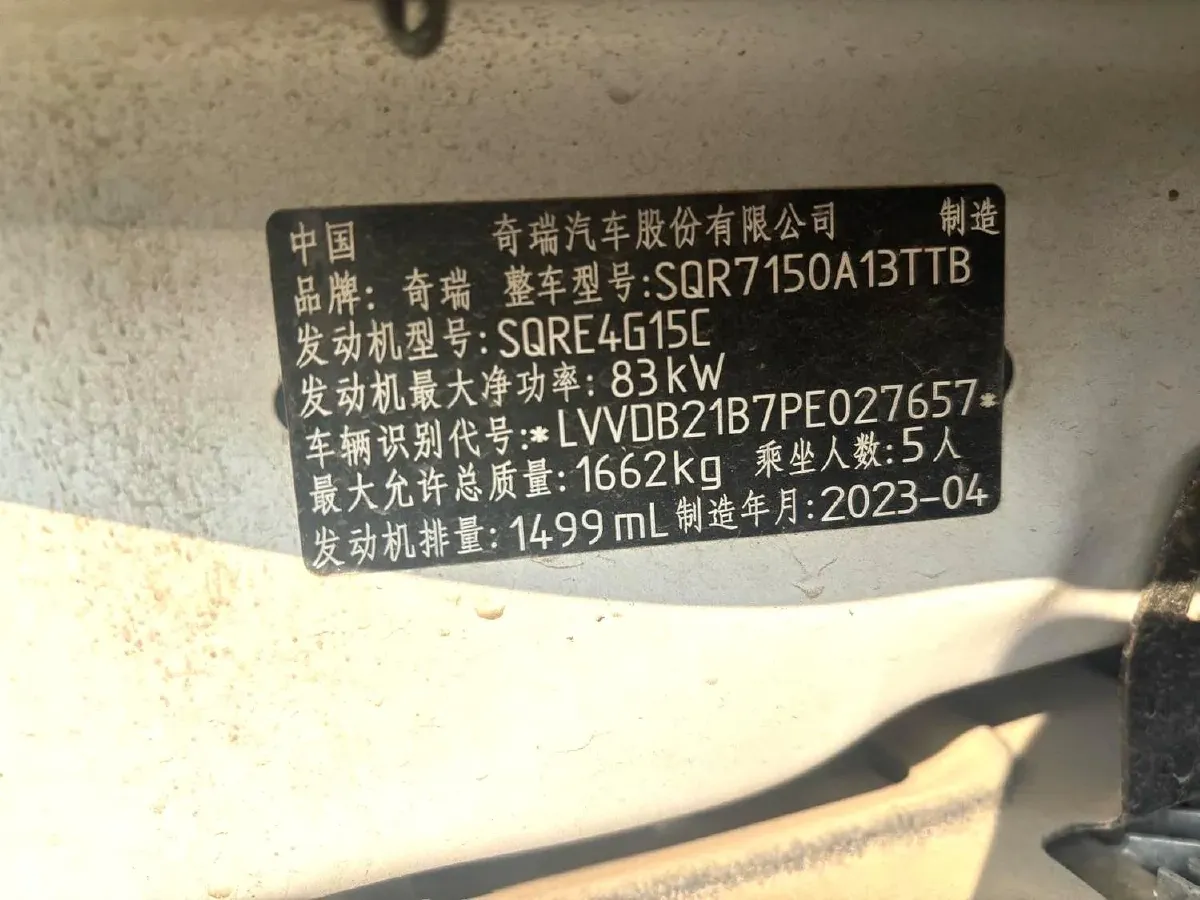 中国 奇瑞汽车股份有限公司 制造
品牌: 奇瑞 整车型号:SQR7150A13TTB
发动机型号:SQRE4G15C
发动机最大净功率: 83kW
车辆识别代号:*LVVDB21B7PE027657*
最大允许总质量:1662kg 乘坐人数:5人
发动机排量:1499mL 制造年月:2023-04